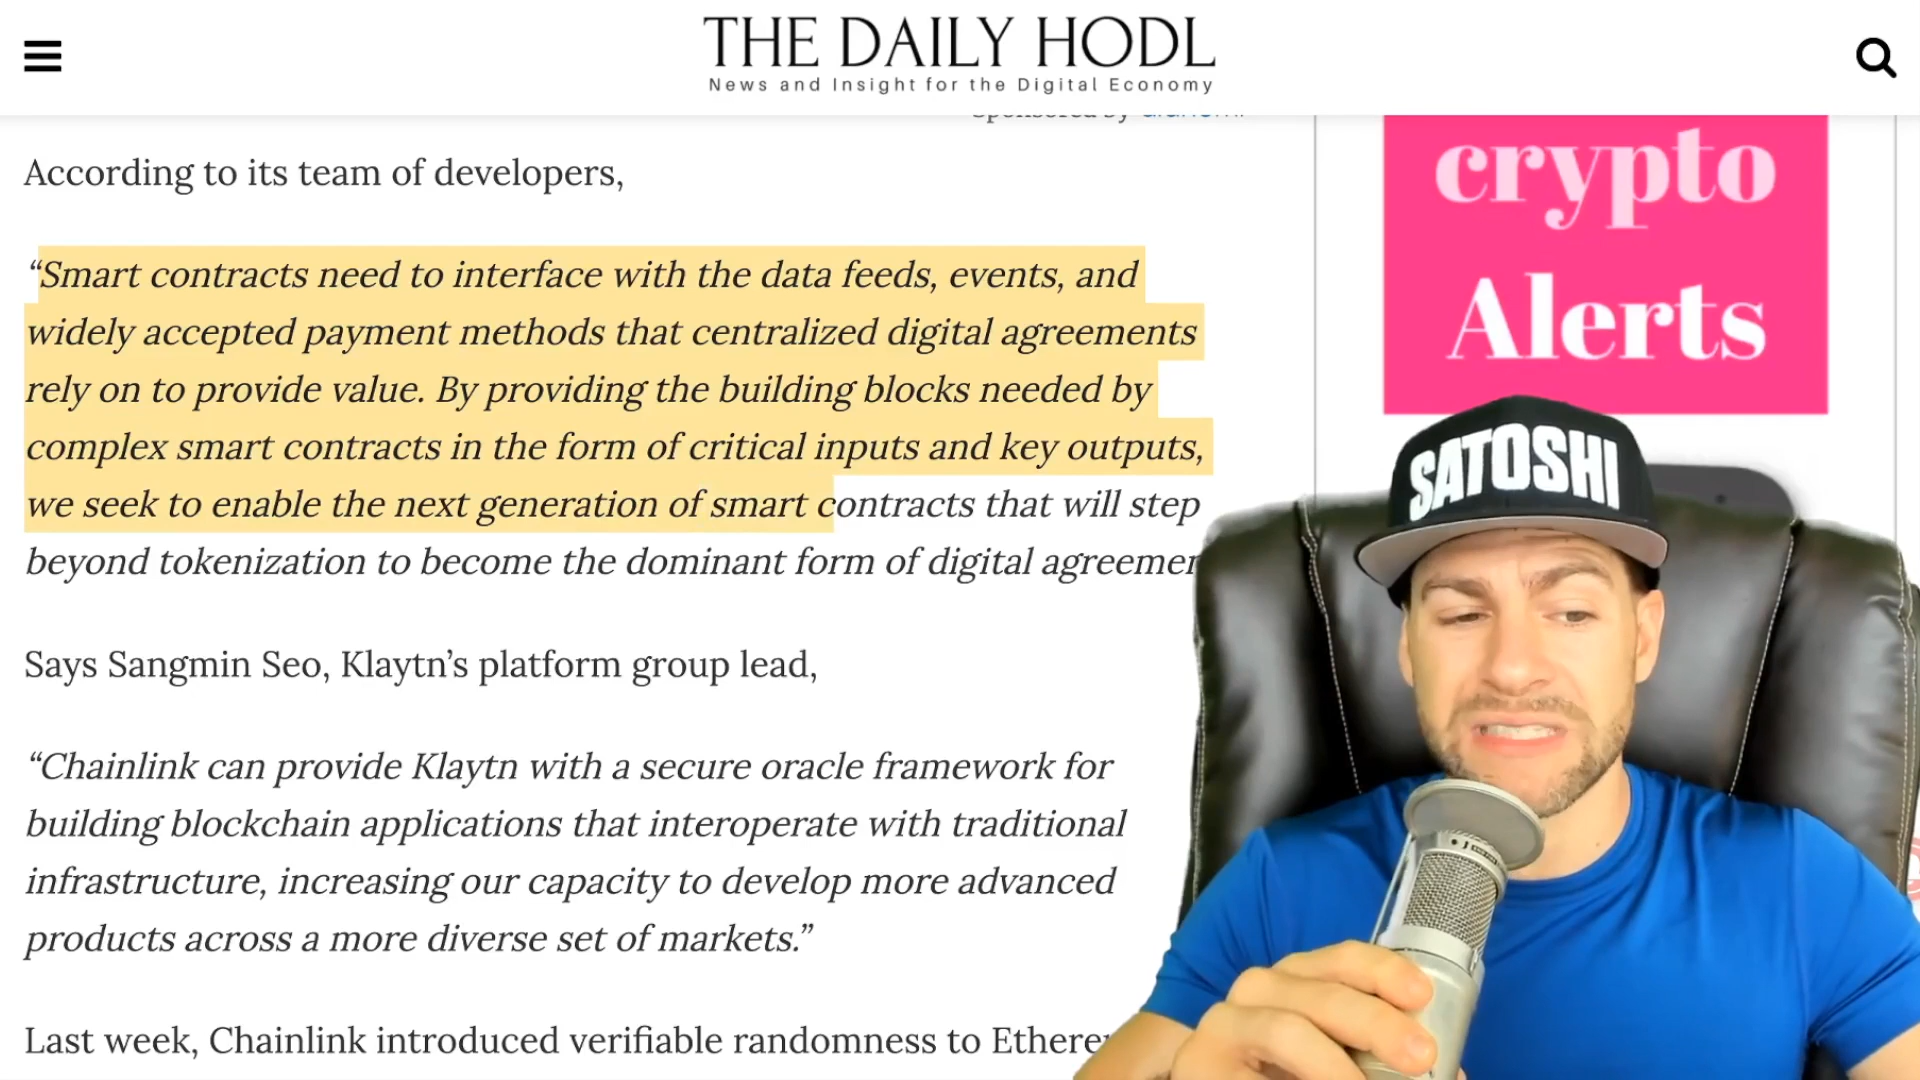 THE DAILY HODL
News and Insight for the Digital Economy
Sponsored by
According to its team of developers,
crypto
Alerts
“Smart contracts need to interface with the data feeds, events, and
widely accepted payment methods that centralized digital agreements
rely on to provide value. By providing the building blocks needed by
complex smart contracts in the form of critical inputs and key outputs,
we seek to enable the next generation of smart contracts that will step
beyond tokenization to become the dominant form of digital agreemen
SATOSHI
Says Sangmin Seo, Klaytn’s platform group lead,
“Chainlink can provide Klaytn with a secure oracle framework for
building blockchain applications that interoperate with traditional
infrastructure, increasing our capacity to develop more advanced
products across a more diverse set of markets.”
Last week, Chainlink introduced verifiable randomness to Ethere